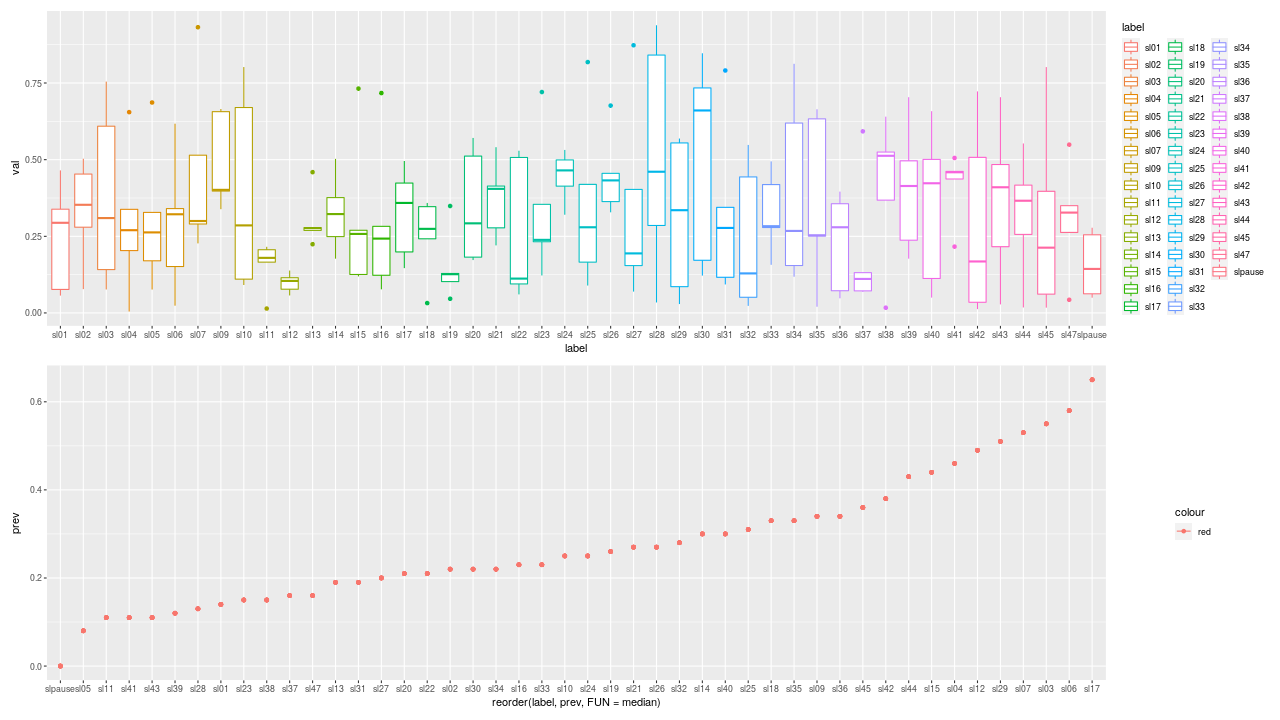 val
0.75
0.50
0.25
0.00
sl01 sl02 sl03 sl04 sl05 sl06 sl07 sl09 sl10 sl11 sl12 sl13 sl14 sl15 sl16 sl17 sl18 sl19 sl20 sl21 sl22 sl23 sl24 sl25 sl26 sl27 sl28 sl29 sl30 sl31 sl32 sl33 sl34 sl35 sl36 sl37 sl38 sl39 sl40 sl41 sl42 sl43 sl44 sl45 sl47 slpause
label
label
sl01 sl18 sl34
sl02 sl19 sl35
sl03 sl20 sl36
sl04 sl21 sl37
sl05 sl22 sl38
sl06 sl23 sl39
sl07 sl24 sl40
sl09 sl25 sl41
sl10 sl26 sl42
sl11 sl27 sl43
sl12 sl28 sl44
sl13 sl29 sl45
sl14 sl30 sl47
sl15 sl31 slpause
sl16 sl32
sl17 sl33
prev
0.6
0.4
0.2
0.0
slpause sl05 sl11 sl41 sl43 sl39 sl28 sl01 sl23 sl38 sl37 sl47 sl13 sl31 sl27 sl20 sl22 sl02 sl30 sl34 sl16 sl33 sl10 sl24 sl19 sl21 sl26 sl32 sl14 sl40 sl25 sl18 sl35 sl09 sl36 sl45 sl42 sl44 sl15 sl04 sl12 sl29 sl07 sl03 sl06 sl17
reorder(label, prev, FUN = median)
colour
red